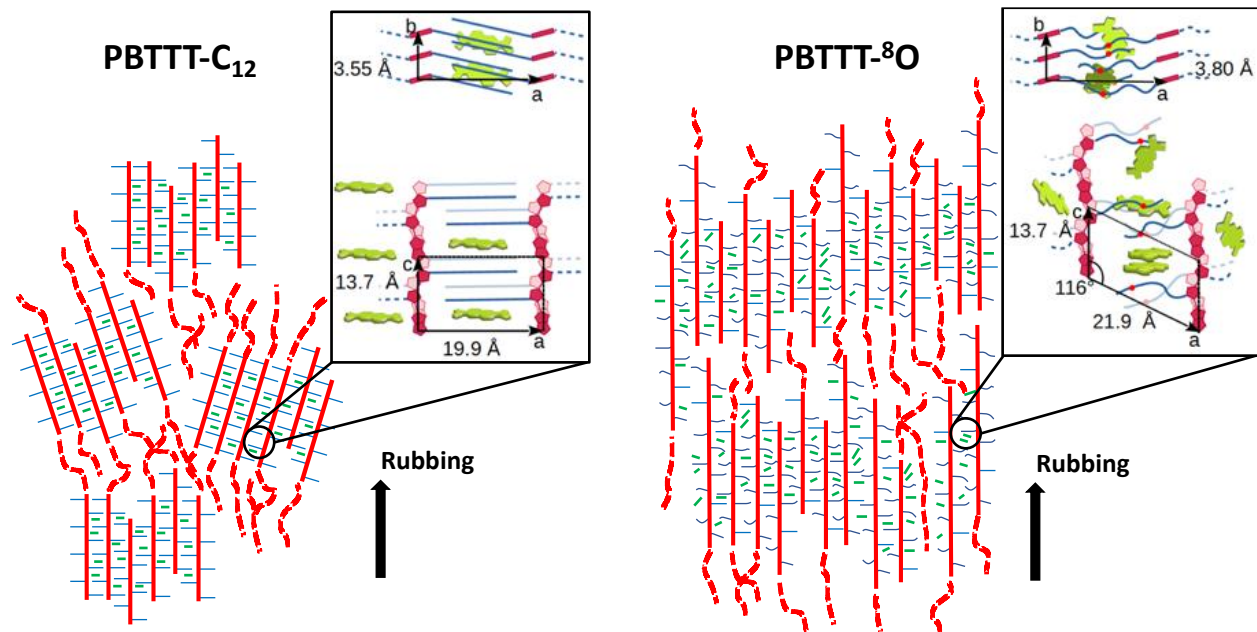 PBTTT-C₁₂
b
3.55 Å
a
c
13.7 Å
a
19.9 Å
Rubbing
PBTTT-⁸O
b
3.80 Å
a
c
13.7 Å
116°
21.9 Å
a
Rubbing